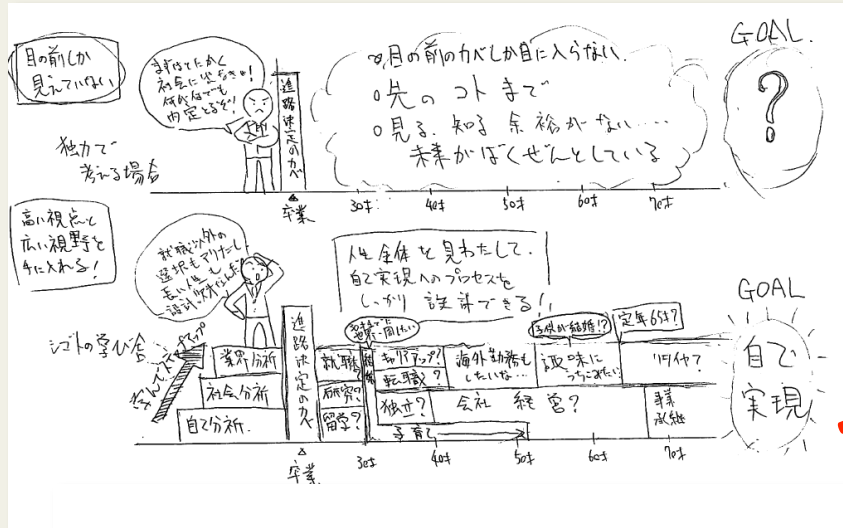 目の前しか
見えていない
独力で
考える場合
まずはとにかく
社会に出なきゃ!
何が何でも
内定とるぞ!
進路決定のカベ
○目の前のカベしか目に入らない.
○先のコトまで
○見る、知る余裕がない……
未来がばくぜんとしている
GOAL.
?
卒業
30才
40才
50才
60才
70才
高い視点と
広い視野を
手に入れる!
シゴトの学び舎
学んでステップアップ
就職以外の
選択もアリだし、
長い人生も
設計次第なんだ!
人生全体を見わたして.
自己実現へのプロセスを
しっかり設計できる!!
業界分析
社会分析
自己分析.
進路決定のカベ
就職?
研究?
留学?
結婚
キャリアアップ?
転職?
独立?
子育て
海外勤務も
したいな…
会社経営?
子供が結婚!?
趣味に
うちこみたい
定年65才?
リタイヤ?
事業
承継
GOAL
自己
実現
卒業
30才
40才
50才
60才
70才